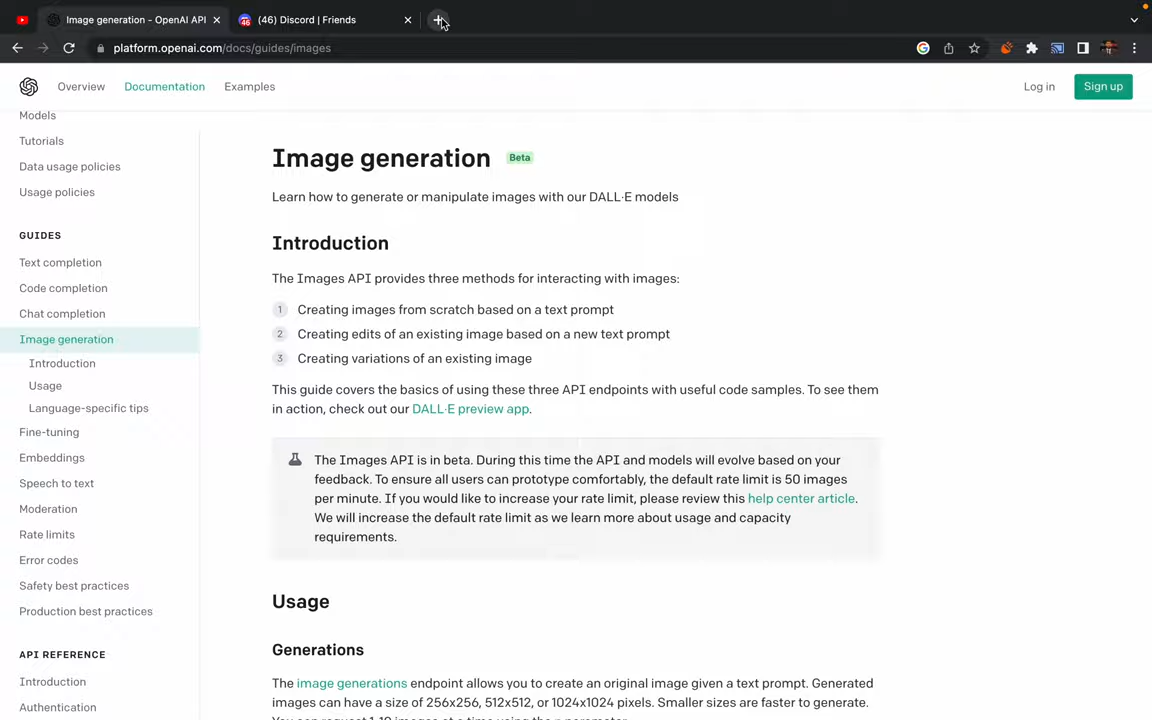 Image generation - OpenAI API
46
(46) Discord | Friends
platform.openai.com/docs/guides/images
Overview
Documentation
Examples
Log in
Sign up
Models
Tutorials
Data usage policies
Usage policies
GUIDES
Text completion
Code completion
Chat completion
Image generation
Introduction
Usage
Language-specific tips
Fine-tuning
Embeddings
Speech to text
Moderation
Rate limits
Error codes
Safety best practices
Production best practices
API REFERENCE
Introduction
Authentication
Image generation Beta
Learn how to generate or manipulate images with our DALL·E models
Introduction
The Images API provides three methods for interacting with images:
1 Creating images from scratch based on a text prompt
2 Creating edits of an existing image based on a new text prompt
3 Creating variations of an existing image
This guide covers the basics of using these three API endpoints with useful code samples. To see them
in action, check out our DALL·E preview app.
The Images API is in beta. During this time the API and models will evolve based on your
feedback. To ensure all users can prototype comfortably, the default rate limit is 50 images
per minute. If you would like to increase your rate limit, please review this help center article.
We will increase the default rate limit as we learn more about usage and capacity
requirements.
Usage
Generations
The image generations endpoint allows you to create an original image given a text prompt. Generated
images can have a size of 256x256, 512x512, or 1024x1024 pixels. Smaller sizes are faster to generate.
You can request 1-10 images at a time using the n parameter.